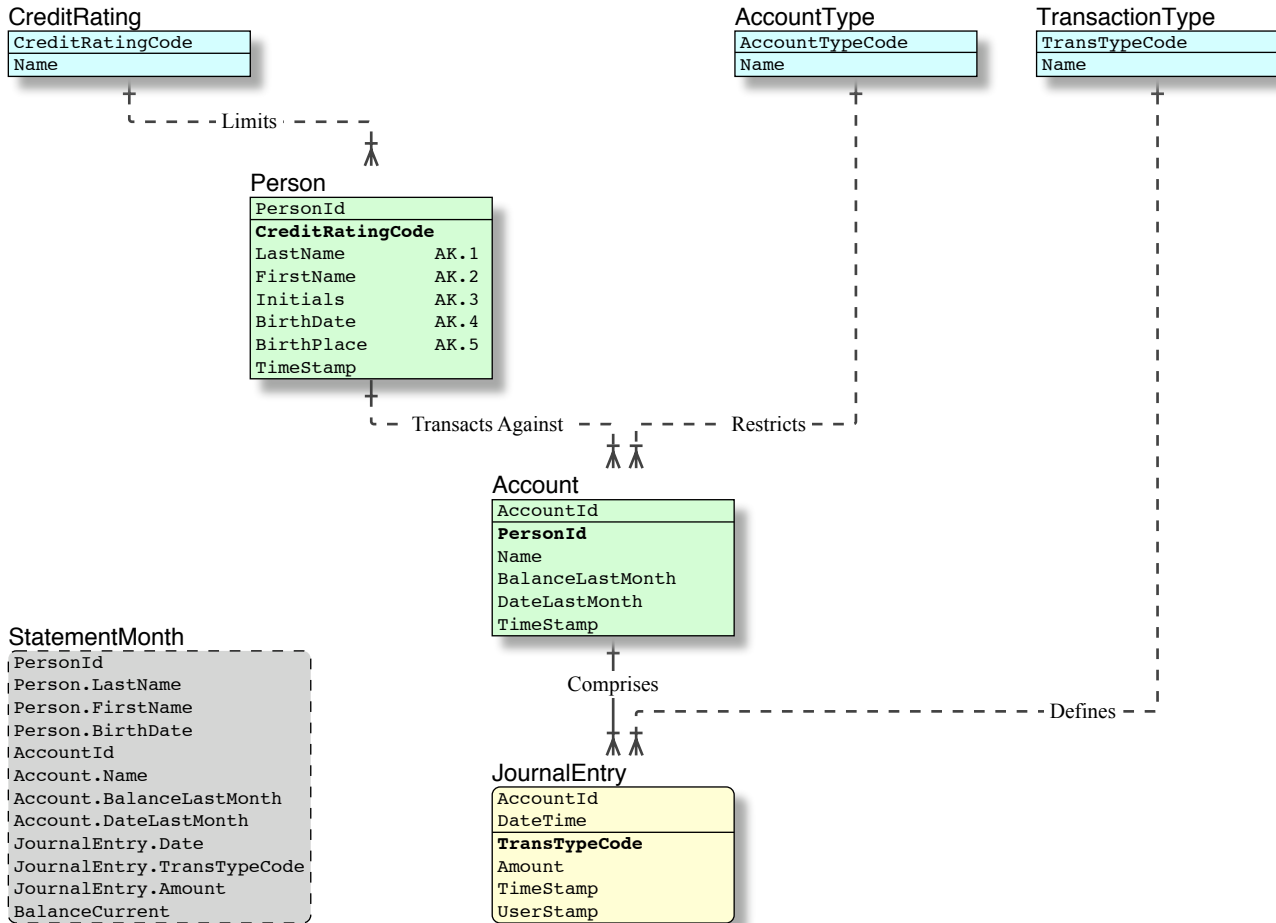 CreditRating
CreditRatingCode
Name
AccountType
AccountTypeCode
Name
TransactionType
TransTypeCode
Name
Limits
Person
PersonId
CreditRatingCode
LastName AK.1
FirstName AK.2
Initials AK.3
BirthDate AK.4
BirthPlace AK.5
TimeStamp
Transacts Against
Restricts
Account
AccountId
PersonId
Name
BalanceLastMonth
DateLastMonth
TimeStamp
Comprises
Defines
StatementMonth
PersonId
Person.LastName
Person.FirstName
Person.BirthDate
AccountId
Account.Name
Account.BalanceLastMonth
Account.DateLastMonth
JournalEntry.Date
JournalEntry.TransTypeCode
JournalEntry.Amount
BalanceCurrent
JournalEntry
AccountId
DateTime
TransTypeCode
Amount
TimeStamp
UserStamp